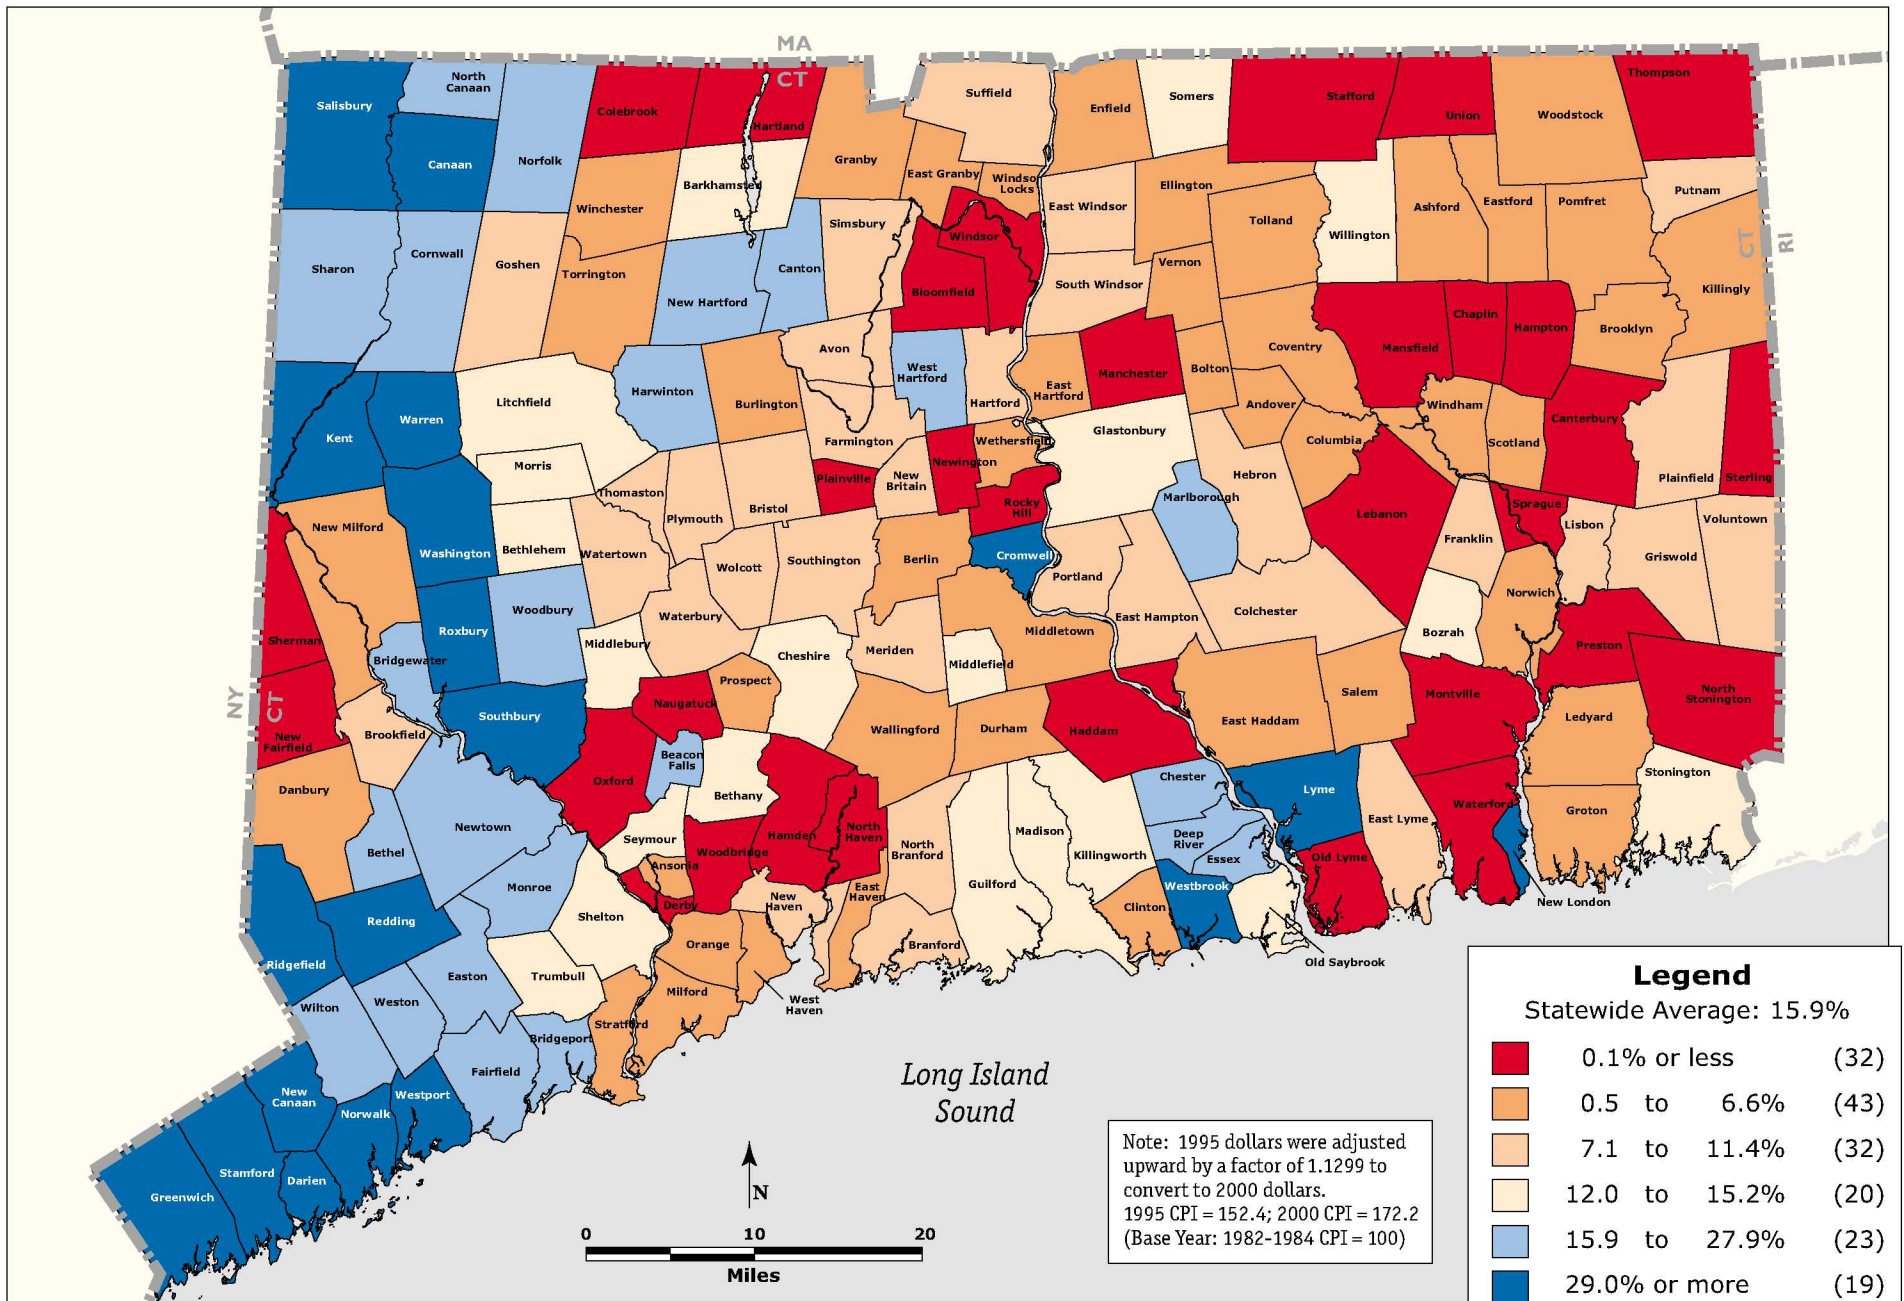 MA
CT
Salisbury
North
Canaan
Canaan
Norfolk
Colebrook
Hartland
Granby
Suffield
East Granby
Windso
Locks
Enfield
Somers
Stafford
Union
Woodstock
Thompson
Sharon
Cornwall
Goshen
Winchester
Torrington
Barkhamsted
New Hartford
Canton
Simsbury
Windsor
Bloomfield
East Windsor
South Windsor
Ellington
Vernon
Tolland
Willington
Ashford
Eastford
Pomfret
Putnam
Killingly
CT
RI
Kent
Warren
Litchfield
Morris
Harwinton
Burlington
Avon
West
Hartford
Hartford
East
Hartford
Manchester
Bolton
Coventry
Andover
Mansfield
Chaplin
Hampton
Brooklyn
Farmington
Plainville
New
Britain
Newington
Wethersfield
Rocky
Hill
Glastonbury
Marlborough
Hebron
Columbia
Windham
Scotland
Canterbury
Plainfield
Sterling
New Milford
Washington
Bethlehem
Watertown
Thomaston
Plymouth
Bristol
Wolcott
Southington
Berlin
Cromwell
Portland
East Hampton
Colchester
Lebanon
Franklin
Sprague
Lisbon
Voluntown
Griswold
Norwich
Bozrah
Sherman
Bridgewater
Roxbury
Woodbury
Middlebury
Waterbury
Prospect
Cheshire
Meriden
Middlefield
Middletown
Preston
North
Stonington
NY
CT
New
Fairfield
Brookfield
Southbury
Naugatuck
Oxford
Beacon
Falls
Bethany
Wallingford
Durham
Haddam
East Haddam
Salem
Montville
Ledyard
Stonington
Danbury
Bethel
Newtown
Monroe
Seymour
Ansonia
Derby
Woodbridge
Hamden
North
Haven
North
Branford
Guilford
Madison
Killingworth
Chester
Deep
River
Essex
Lyme
East Lyme
Waterford
Groton
Ridgefield
Redding
Shelton
Orange
New
Haven
East
Haven
Branford
Clinton
Westbrook
Old Lyme
New London
Old Saybrook
Wilton
Weston
Easton
Trumbull
Stratford
Milford
West
Haven
Bridgeport
Fairfield
New
Canaan
Norwalk
Westport
Greenwich
Stamford
Darien
Long Island
Sound
N
0 10 20
Miles
Note: 1995 dollars were adjusted
upward by a factor of 1.1299 to
convert to 2000 dollars.
1995 CPI = 152.4; 2000 CPI = 172.2
(Base Year: 1982-1984 CPI = 100)
Legend
Statewide Average: 15.9%
0.1% or less (32)
0.5 to 6.6% (43)
7.1 to 11.4% (32)
12.0 to 15.2% (20)
15.9 to 27.9% (23)
29.0% or more (19)